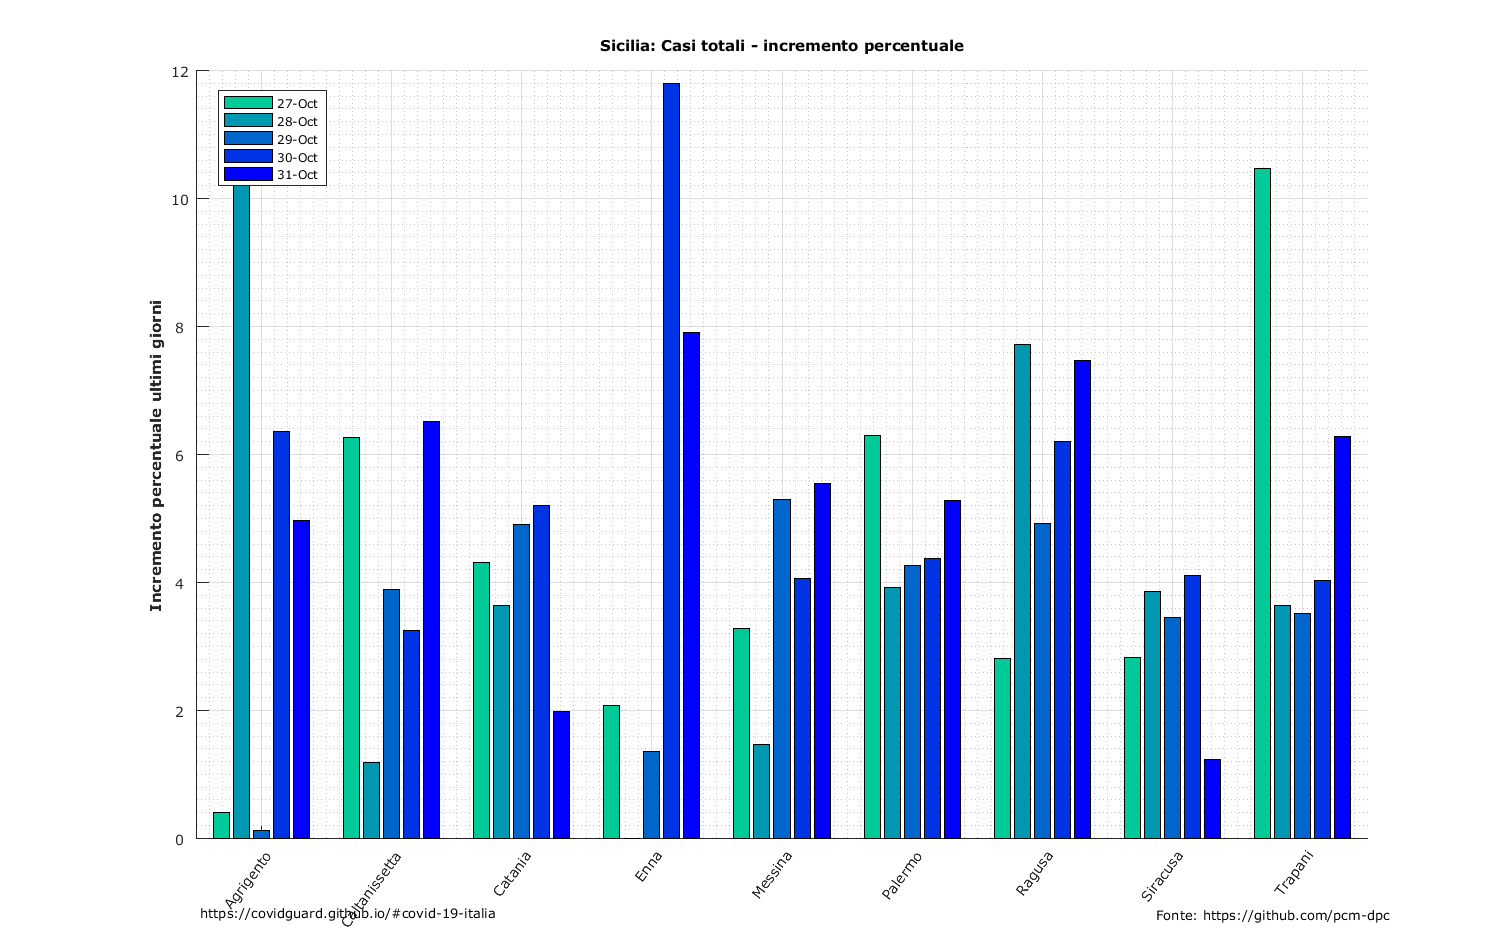 Sicilia: Casi totali - incremento percentuale
12
10
8
6
4
2
0
Incremento percentuale ultimi giorni
27-Oct
28-Oct
29-Oct
30-Oct
31-Oct
Agrigento
Caltanissetta
Catania
Enna
Messina
Palermo
Ragusa
Siracusa
Trapani
https://covidguard.github.io/#covid-19-italia
Fonte: https://github.com/pcm-dpc